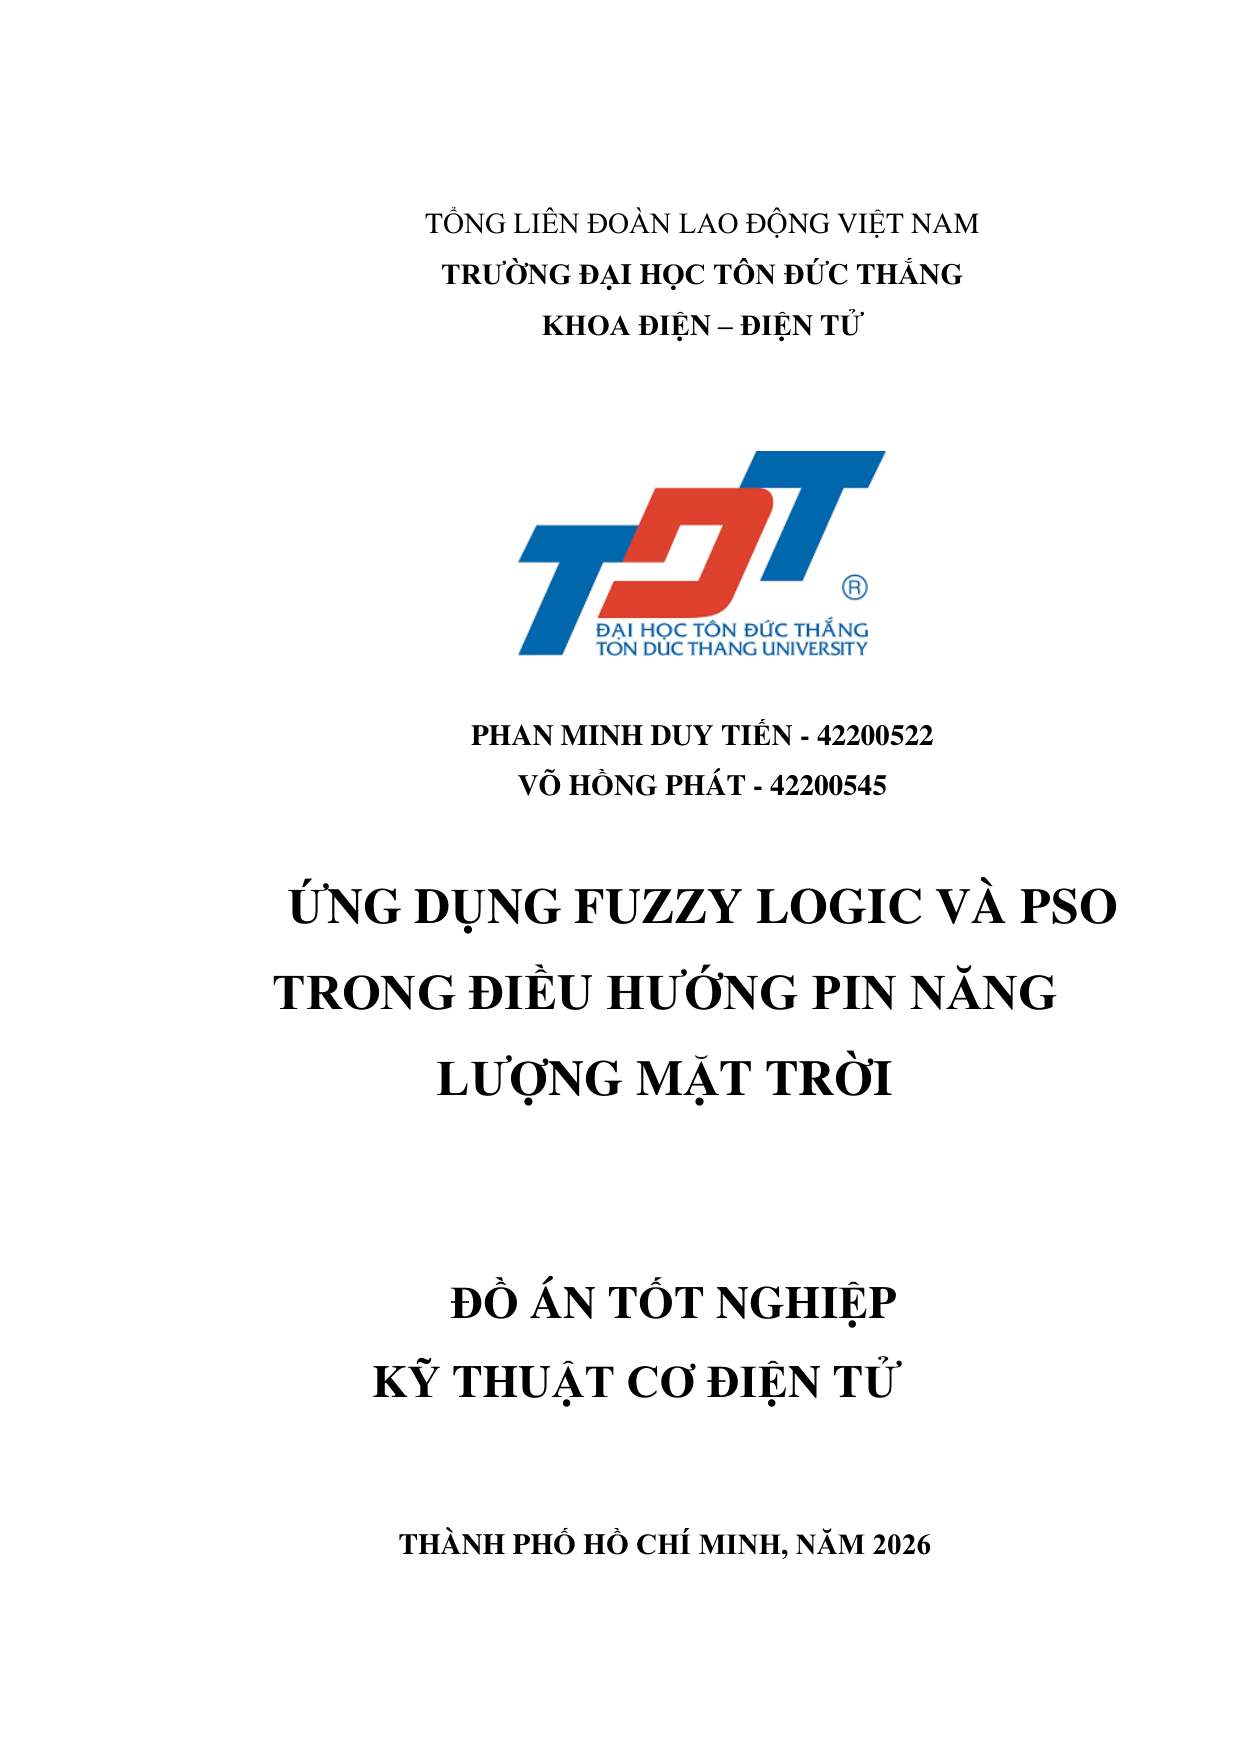 TỔNG LIÊN ĐOÀN LAO ĐỘNG VIỆT NAM
TRƯỜNG ĐẠI HỌC TÔN ĐỨC THẮNG
KHOA ĐIỆN – ĐIỆN TỬ
TDT
®
ĐẠI HỌC TÔN ĐỨC THẮNG
TON DUC THANG UNIVERSITY
PHAN MINH DUY TIẾN - 42200522
VÕ HỒNG PHÁT - 42200545
ỨNG DỤNG FUZZY LOGIC VÀ PSO
TRONG ĐIỀU HƯỚNG PIN NĂNG
LƯỢNG MẶT TRỜI
ĐỒ ÁN TỐT NGHIỆP
KỸ THUẬT CƠ ĐIỆN TỬ
THÀNH PHỐ HỒ CHÍ MINH, NĂM 2026